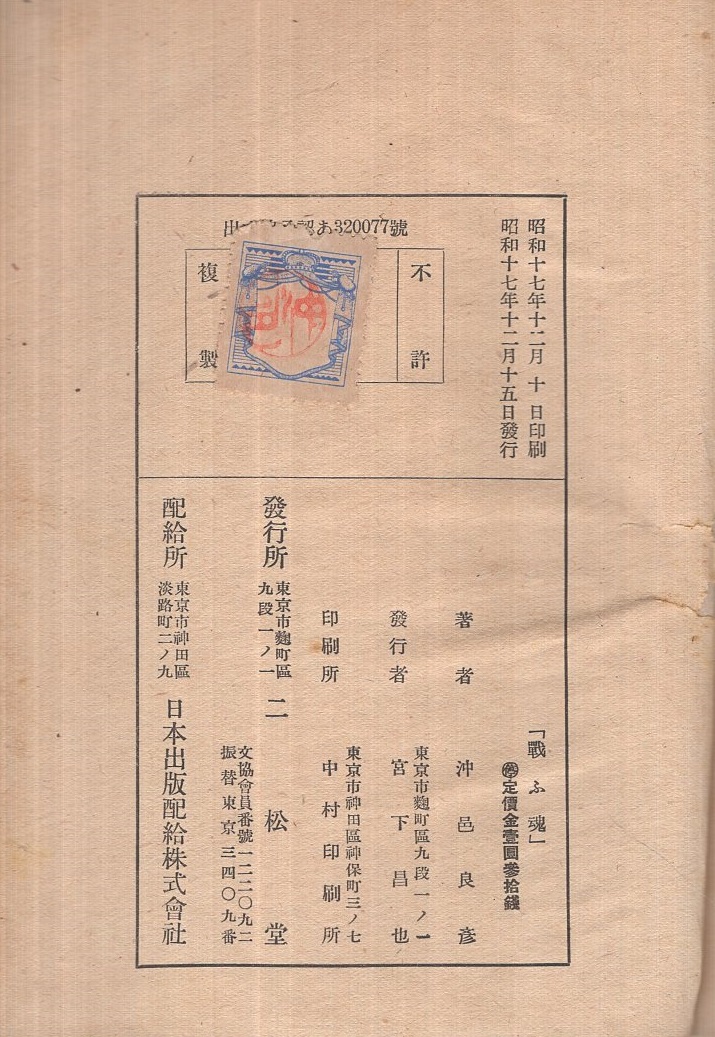 昭和十七年十二月十日印刷
昭和十七年十二月十五日發行
出 認あ320077號
不許
複製
「戰ふ魂」
定價金壹圓參拾錢
著者 沖邑良彦
東京市麴町區九段一ノ一
發行者 宮下昌也
東京市神田區神保町三ノ七
印刷所 中村印刷所
發行所 東京市麴町區
九段一ノ一
二松堂
文協會員番號一二二〇九二
振替東京三四〇九番
配給所 東京市神田區
淡路町二ノ九
日本出版配給株式會社